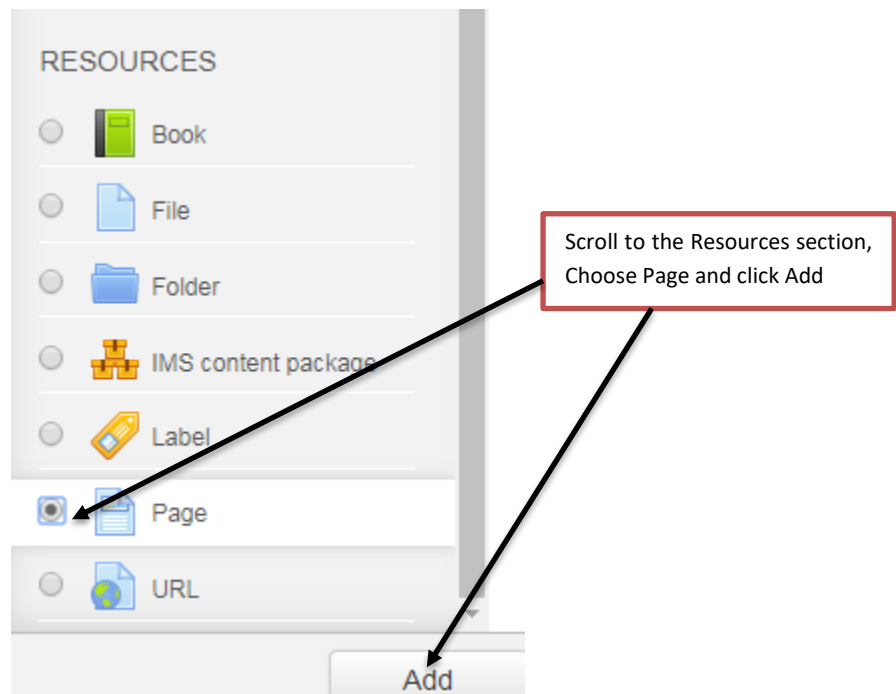 RESOURCES
Book
File
Folder
IMS content package
Label
Page
URL
Add
Scroll to the Resources section,
Choose Page and click Add